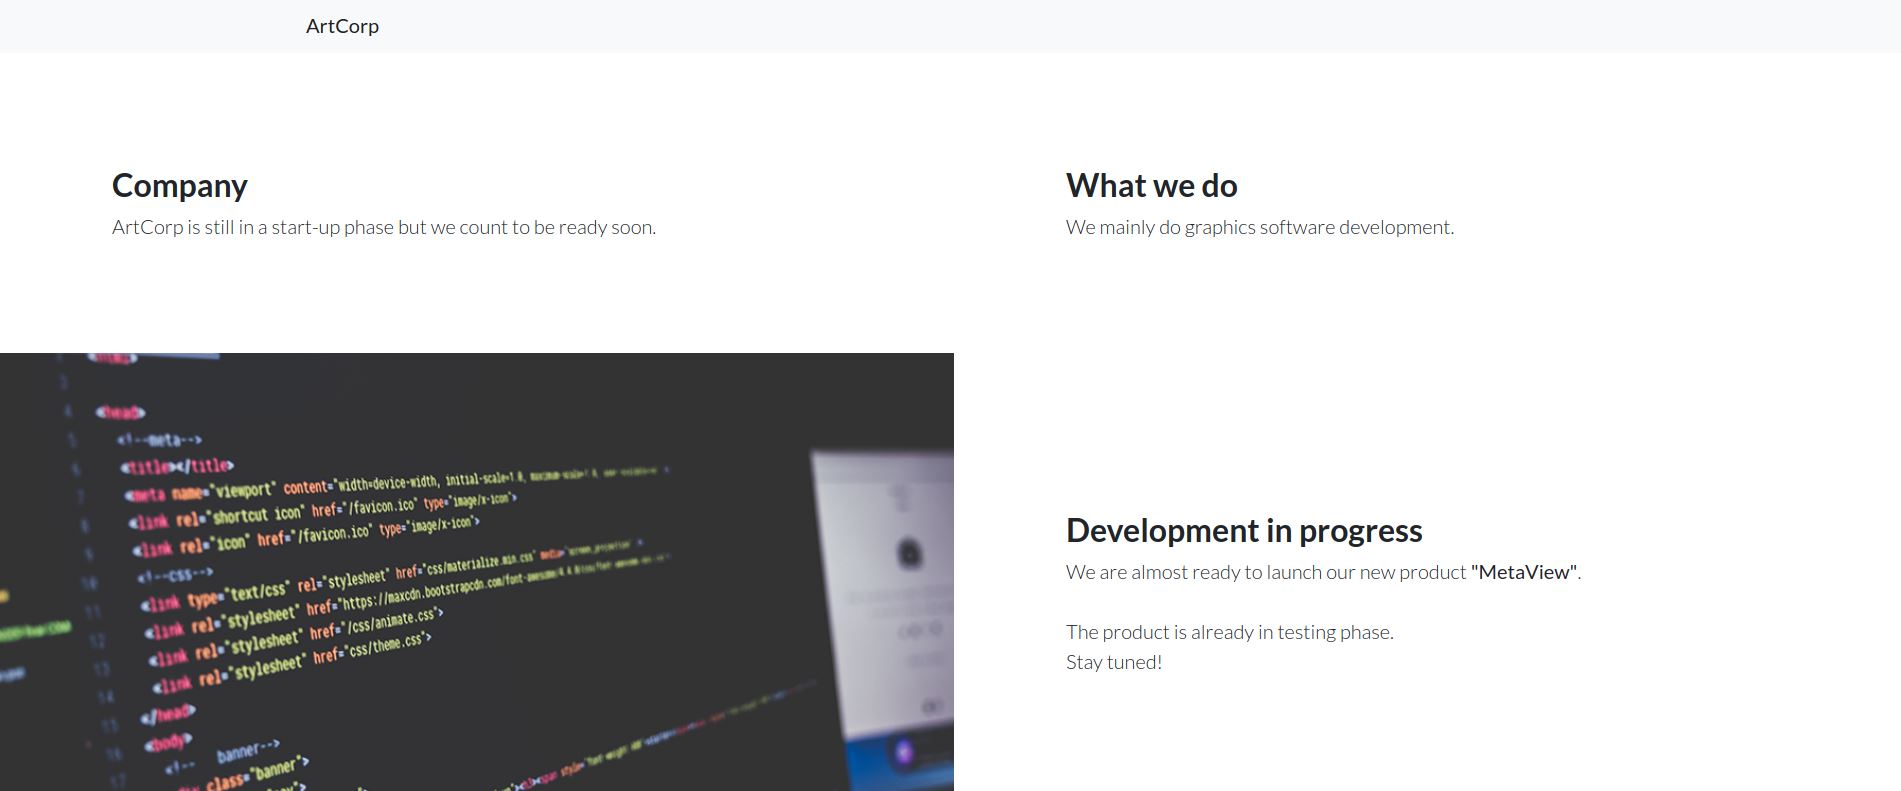 ArtCorp
Company
ArtCorp is still in a start-up phase but we count to be ready soon.
What we do
We mainly do graphics software development.
3
4
<head>
<!--meta-->
<title></title>
<meta name="viewport" content="width=device-width, initial-scale=1.0,
<link rel="shortcut icon" href="/favicon.ico" type="image/x-icon">
<link rel="icon" href="/favicon.ico" type="image/x-icon">
<!--css-->
<link type="text/css" rel="stylesheet" href="css/materialize.min.css"
<link rel="stylesheet" href="https://maxcdn.bootstrapcdn.com/font-awesome/
<link rel="stylesheet" href="/css/animate.css">
<link rel="stylesheet" href="css/theme.css">
</head>
<body>
<!-- banner-->
class="banner">
Development in progress
We are almost ready to launch our new product "MetaView".
The product is already in testing phase.
Stay tuned!